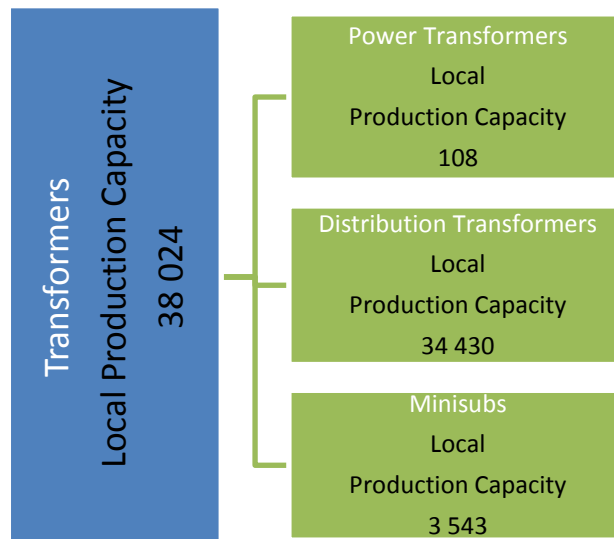 Transformers
Local Production Capacity
38 024
Power Transformers
Local
Production Capacity
108
Distribution Transformers
Local
Production Capacity
34 430
Minisubs
Local
Production Capacity
3 543